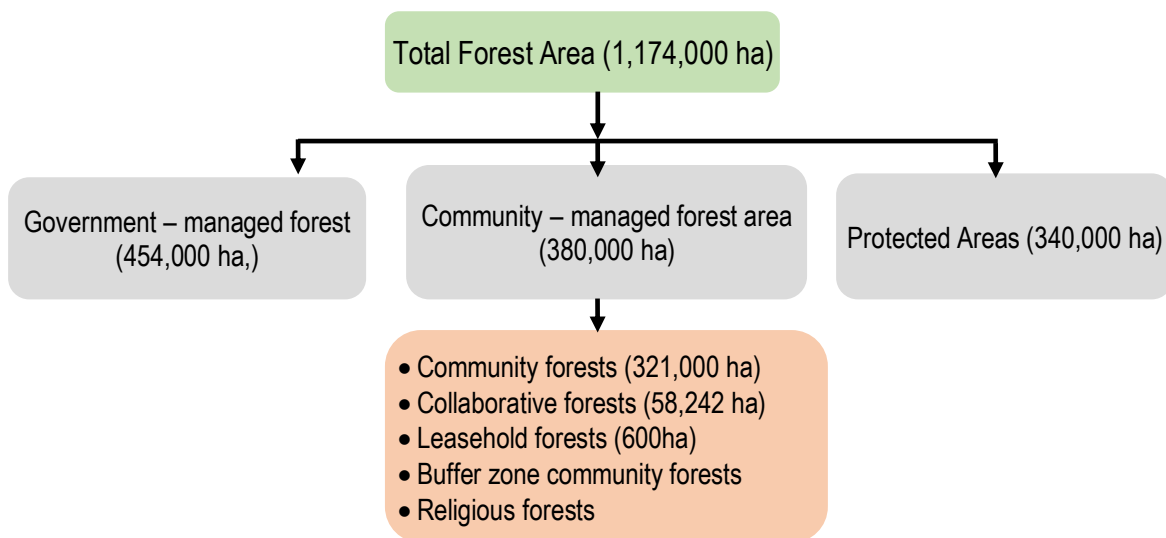 Total Forest Area (1,174,000 ha)
Government – managed forest
(454,000 ha,)
Community – managed forest area
(380,000 ha)
Protected Areas (340,000 ha)
• Community forests (321,000 ha)
• Collaborative forests (58,242 ha)
• Leasehold forests (600ha)
• Buffer zone community forests
• Religious forests